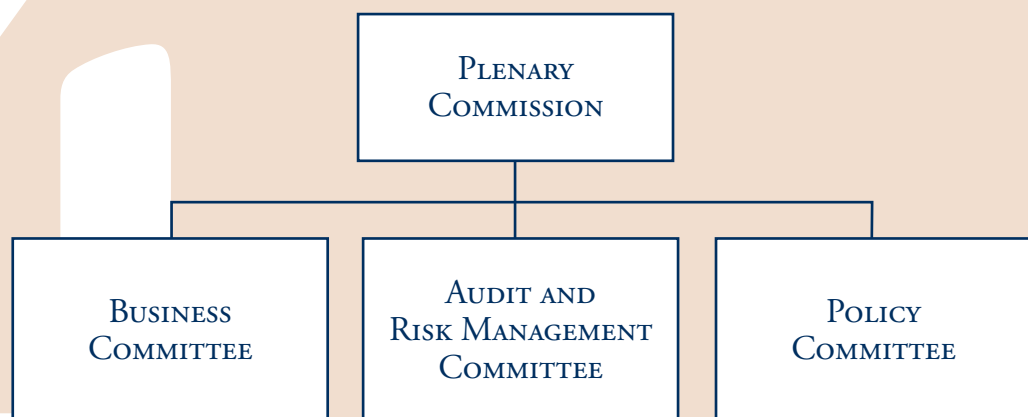 Plenary
Commission
Business
Committee
Audit and
Risk Management
Committee
Policy
Committee